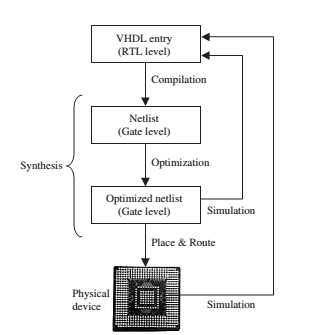 VHDL entry
(RTL level)
Compilation
Netlist
(Gate level)
Synthesis
Optimization
Optimized netlist
(Gate level)
Simulation
Place & Route
Physical
device
Simulation